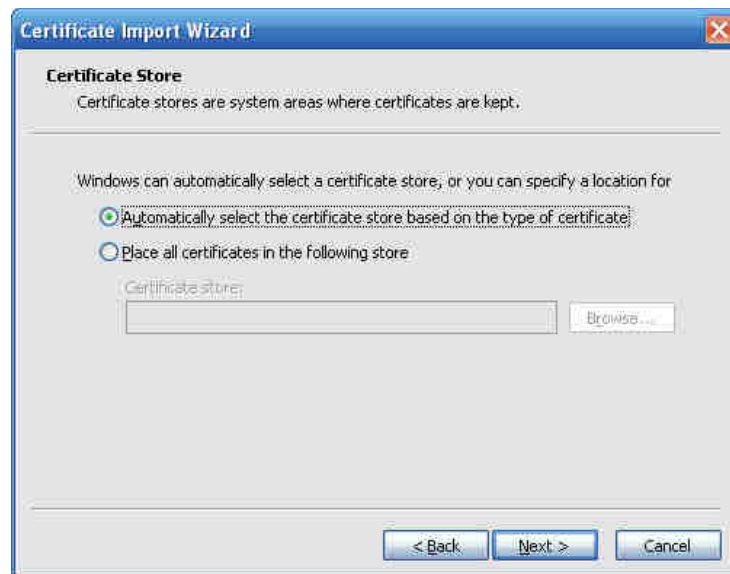 Certificate Import Wizard
Certificate Store
Certificate stores are system areas where certificates are kept.
Windows can automatically select a certificate store, or you can specify a location for
Automatically select the certificate store based on the type of certificate
Place all certificates in the following store
Certificate store:
Browse...
< Back
Next >
Cancel